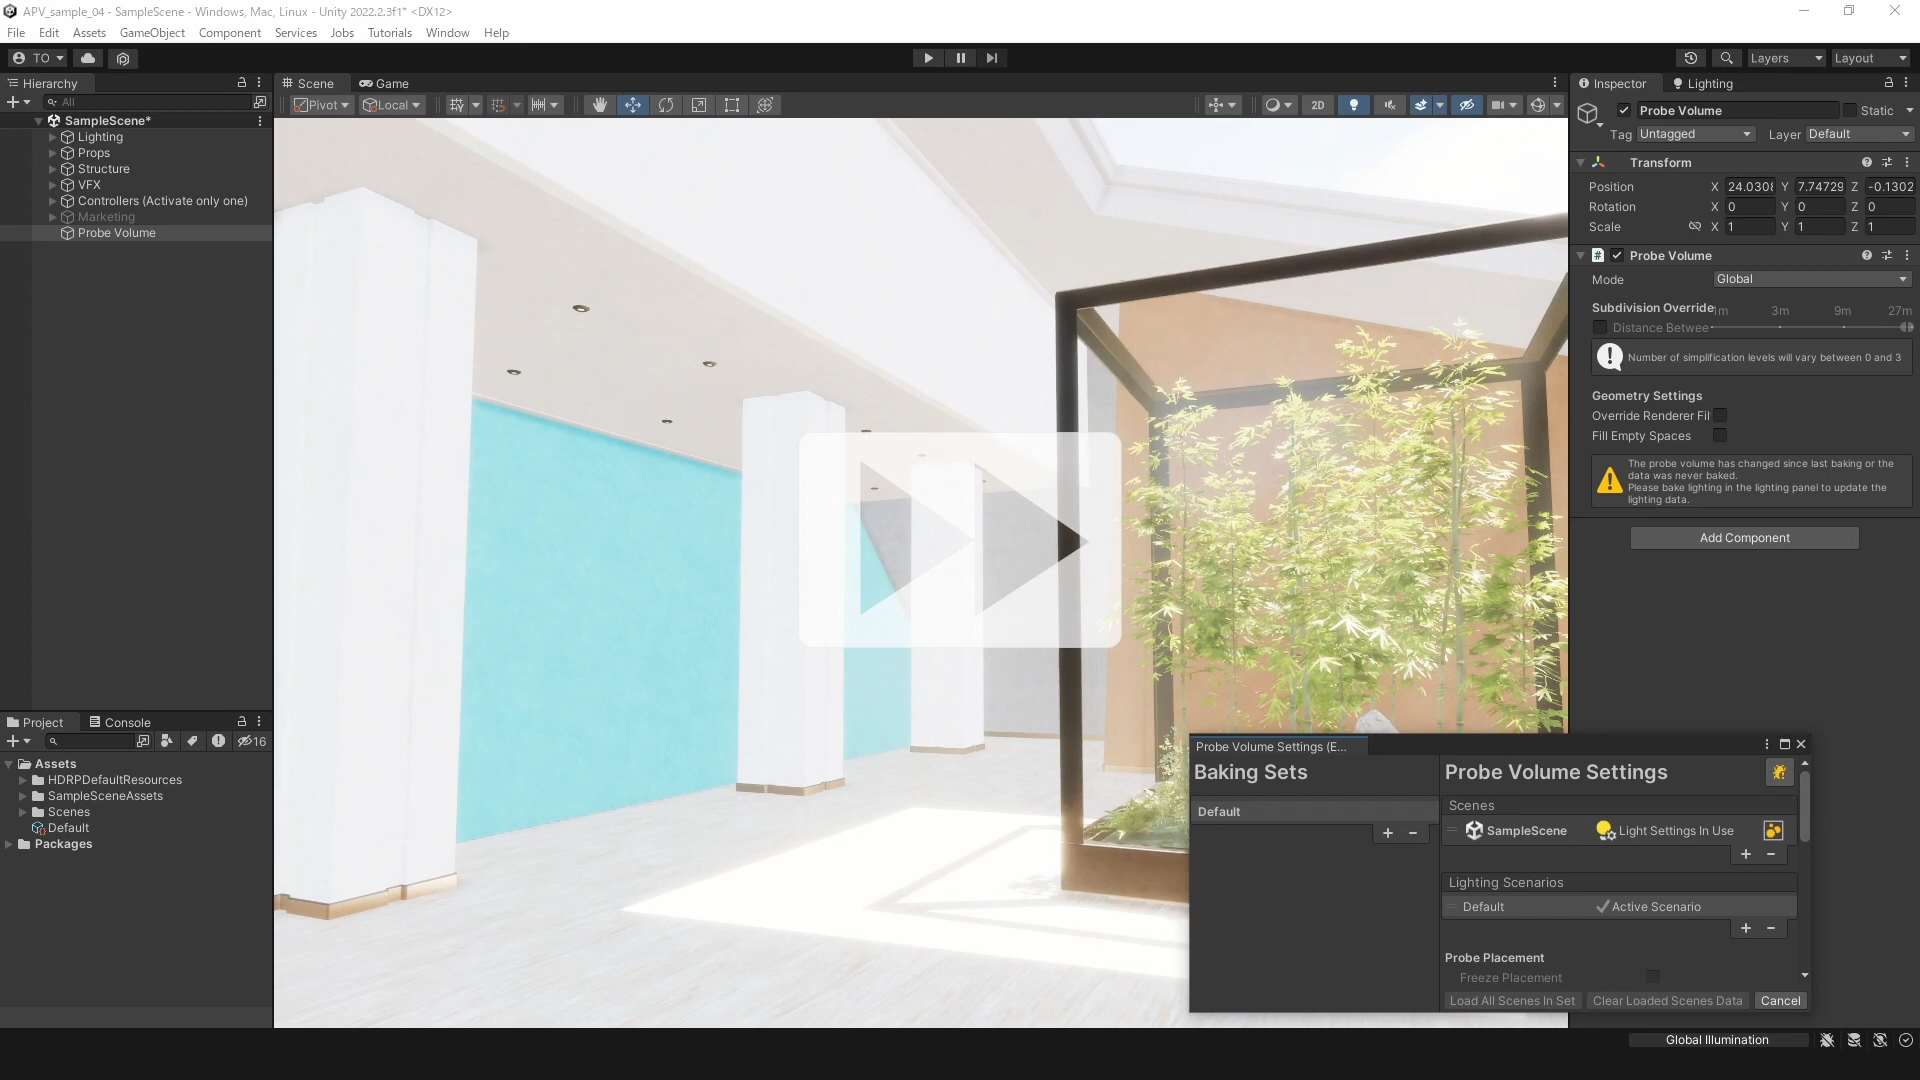 APV_sample_04 - SampleScene - Windows, Mac, Linux - Unity 2022.2.3f1* <DX12>
File Edit Assets GameObject Component Services Jobs Tutorials Window Help
TO Layers Layout
Hierarchy
All
SampleScene*
Lighting
Props
Structure
VFX
Controllers (Activate only one)
Marketing
Probe Volume
Scene Game
Pivot Local 2D
Inspector Lighting
Probe Volume Static
Tag Untagged Layer Default
Transform
Position X 24.0308 Y 7.74729 Z -0.1302
Rotation X 0 Y 0 Z 0
Scale X 1 Y 1 Z 1
# Probe Volume
Mode Global
Subdivision Override 1m 3m 9m 27m
Distance Betwee
Number of simplification levels will vary between 0 and 3
Geometry Settings
Override Renderer Fil
Fill Empty Spaces
The probe volume has changed since last baking or the
data was never baked.
Please bake lighting in the lighting panel to update the
lighting data.
Add Component
Project Console
16
Assets
HDRPDefaultResources
SampleSceneAssets
Scenes
Default
Packages
Probe Volume Settings (E...
Baking Sets
Default
Probe Volume Settings
Scenes
SampleScene Light Settings In Use
Lighting Scenarios
Default Active Scenario
Probe Placement
Freeze Placement
Load All Scenes In Set Clear Loaded Scenes Data Cancel
Global Illumination